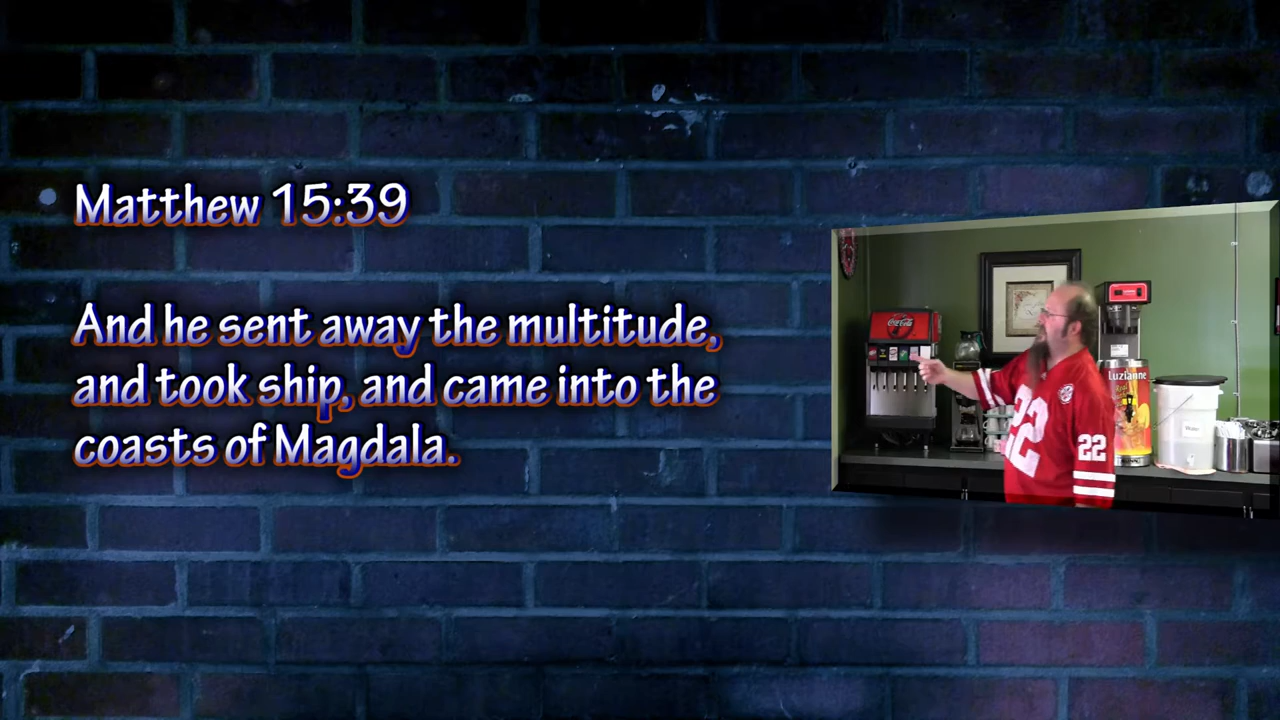 Matthew 15:39
And he sent away the multitude,
and took ship, and came into the
coasts of Magdala.
Coca-Cola
Luzianne
22
22
Water